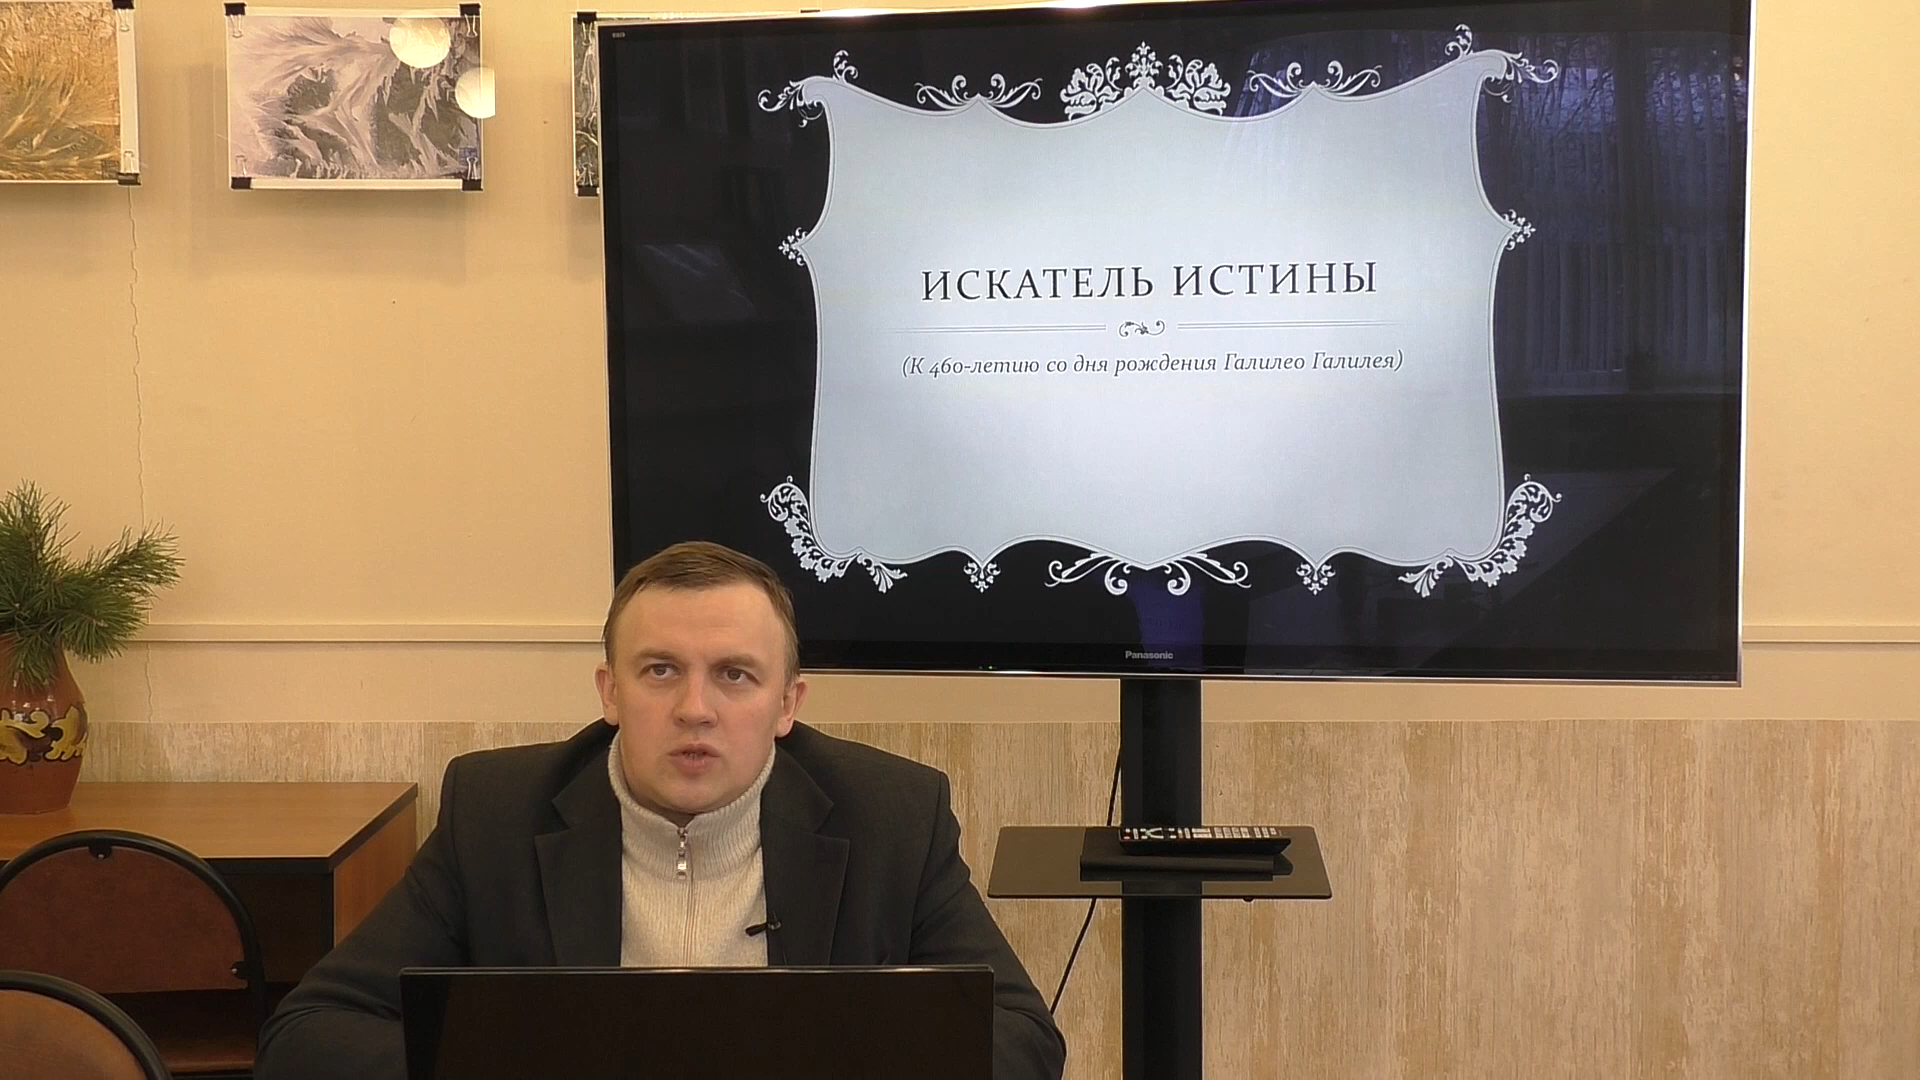 ИСКАТЕЛЬ ИСТИНЫ
(К 460-летию со дня рождения Галилео Галилея)
Panasonic